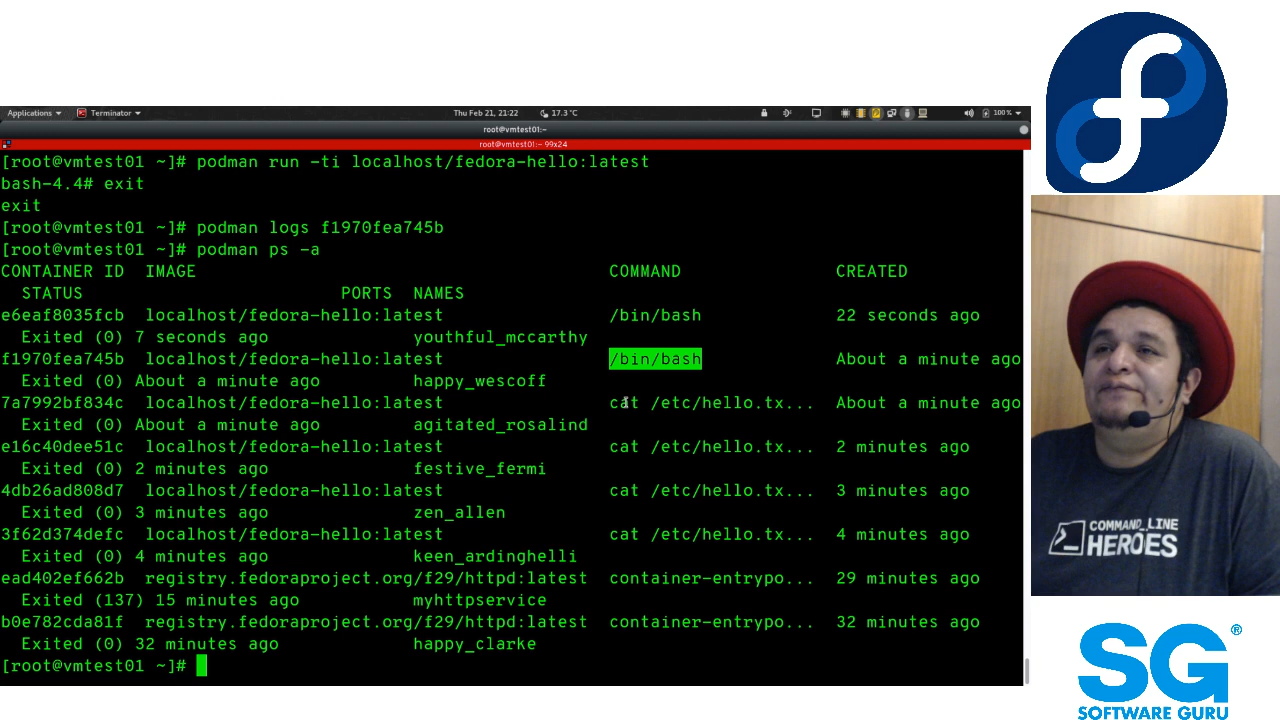 Applications Terminator Thu Feb 21, 21:22 17.3°C 100%
root@vmtest01:~
root@vmtest01:~ 99x24
[root@vmtest01 ~]# podman run -ti localhost/fedora-hello:latest
bash-4.4# exit
exit
[root@vmtest01 ~]# podman logs f1970fea745b
[root@vmtest01 ~]# podman ps -a
CONTAINER ID IMAGE COMMAND CREATED
STATUS PORTS NAMES
e6eaf8035fcb localhost/fedora-hello:latest /bin/bash 22 seconds ago
Exited (0) 7 seconds ago youthful_mccarthy
f1970fea745b localhost/fedora-hello:latest /bin/bash About a minute ago
Exited (0) About a minute ago happy_wescoff
7a7992bf834c localhost/fedora-hello:latest cat /etc/hello.tx... About a minute ago
Exited (0) About a minute ago agitated_rosalind
e16c40dee51c localhost/fedora-hello:latest cat /etc/hello.tx... 2 minutes ago
Exited (0) 2 minutes ago festive_fermi
4db26ad808d7 localhost/fedora-hello:latest cat /etc/hello.tx... 3 minutes ago
Exited (0) 3 minutes ago zen_allen
3f62d374defc localhost/fedora-hello:latest cat /etc/hello.tx... 4 minutes ago
Exited (0) 4 minutes ago keen_ardinghelli
ead402ef662b registry.fedoraproject.org/f29/httpd:latest container-entrypo... 29 minutes ago
Exited (137) 15 minutes ago myhttpservice
b0e782cda81f registry.fedoraproject.org/f29/httpd:latest container-entrypo... 32 minutes ago
Exited (0) 32 minutes ago happy_clarke
[root@vmtest01 ~]#
COMMAND_LINE
HEROES
SG®
SOFTWARE GURU